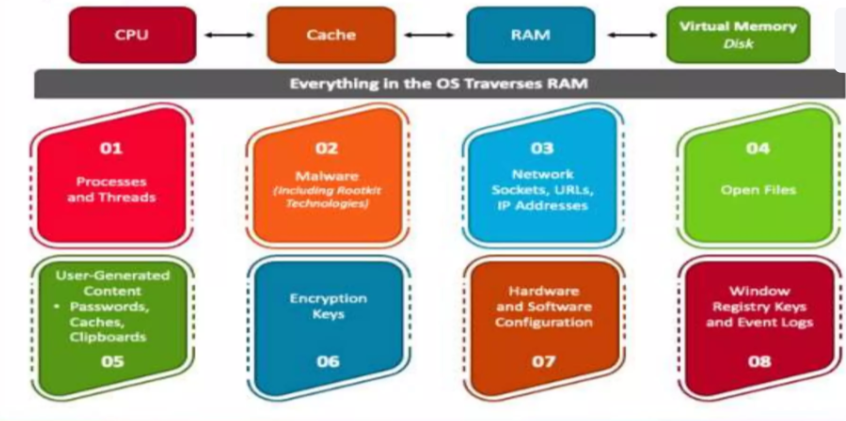 CPU
Cache
RAM
Virtual Memory
Disk
Everything in the OS Traverses RAM
01
Processes
and Threads
02
Malware
(Including Rootkit
Technologies)
03
Network
Sockets, URLs,
IP Addresses
04
Open Files
User-Generated
Content
• Passwords,
Caches,
Clipboards
05
Encryption
Keys
06
Hardware
and Software
Configuration
07
Window
Registry Keys
and Event Logs
08